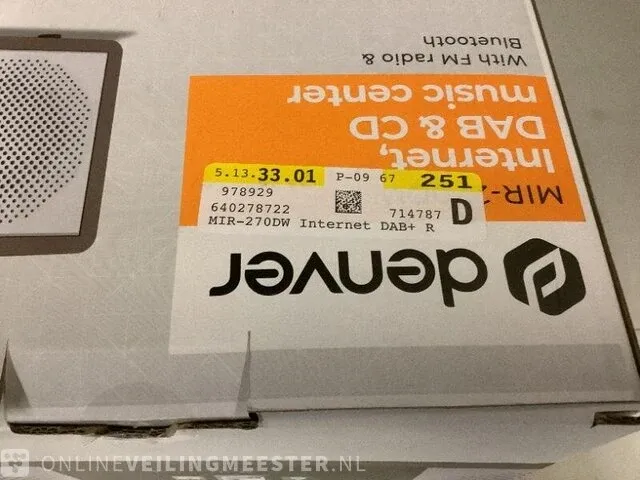 denver
MIR-2
Internet,
DAB & CD
music center
With FM radio &
Bluetooth
5.13.33.01 P-09 67 251
978929
640278722 714787 D
MIR-270DW Internet DAB+ R
ONLINEVEILINGMEESTER.NL